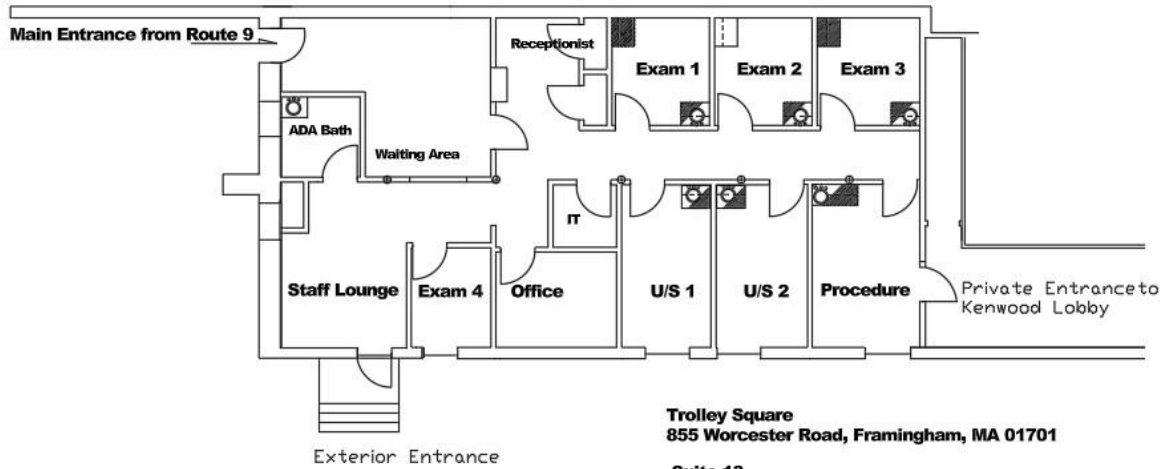 Main Entrance from Route 9
Receptionist
Exam 1
Exam 2
Exam 3
ADA Bath
Waiting Area
IT
Staff Lounge
Exam 4
Office
U/S 1
U/S 2
Procedure
Private Entranceto
Kenwood Lobby
Trolley Square
855 Worcester Road, Framingham, MA 01701
Exterior Entrance
Suite 13